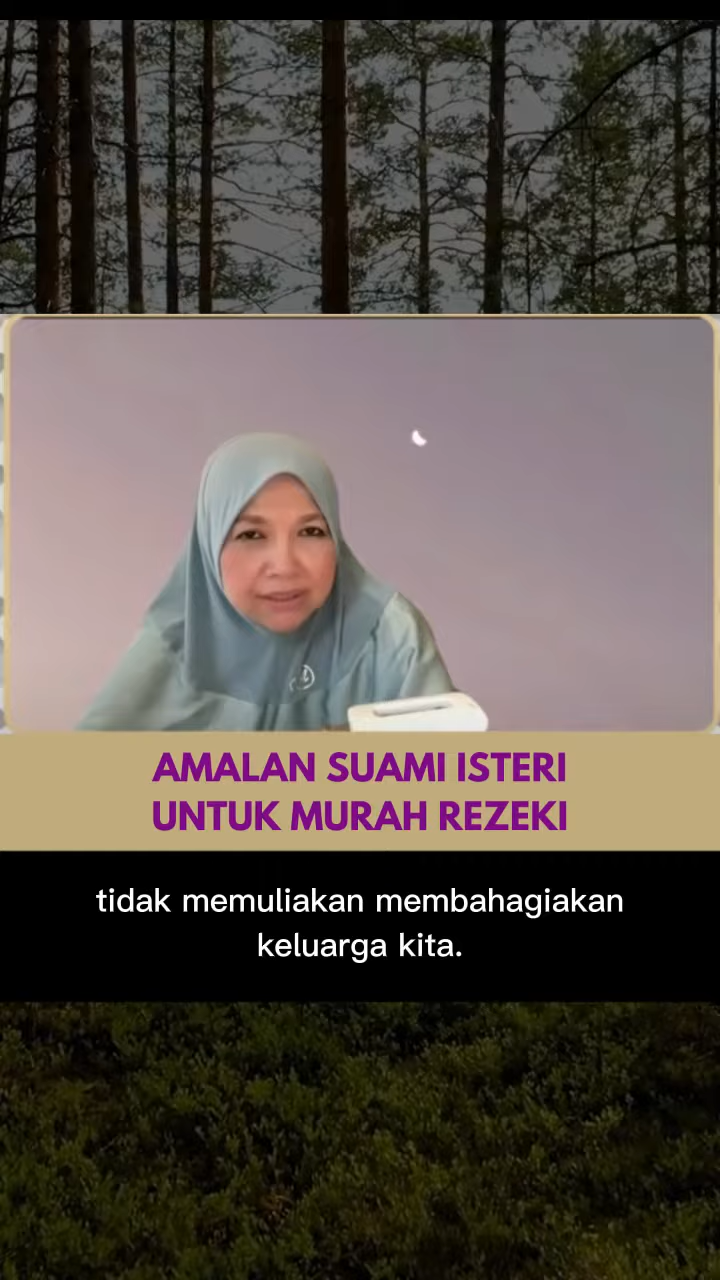 AMALAN SUAMI ISTERI
UNTUK MURAH REZEKI
tidak memuliakan membahagiakan
keluarga kita.